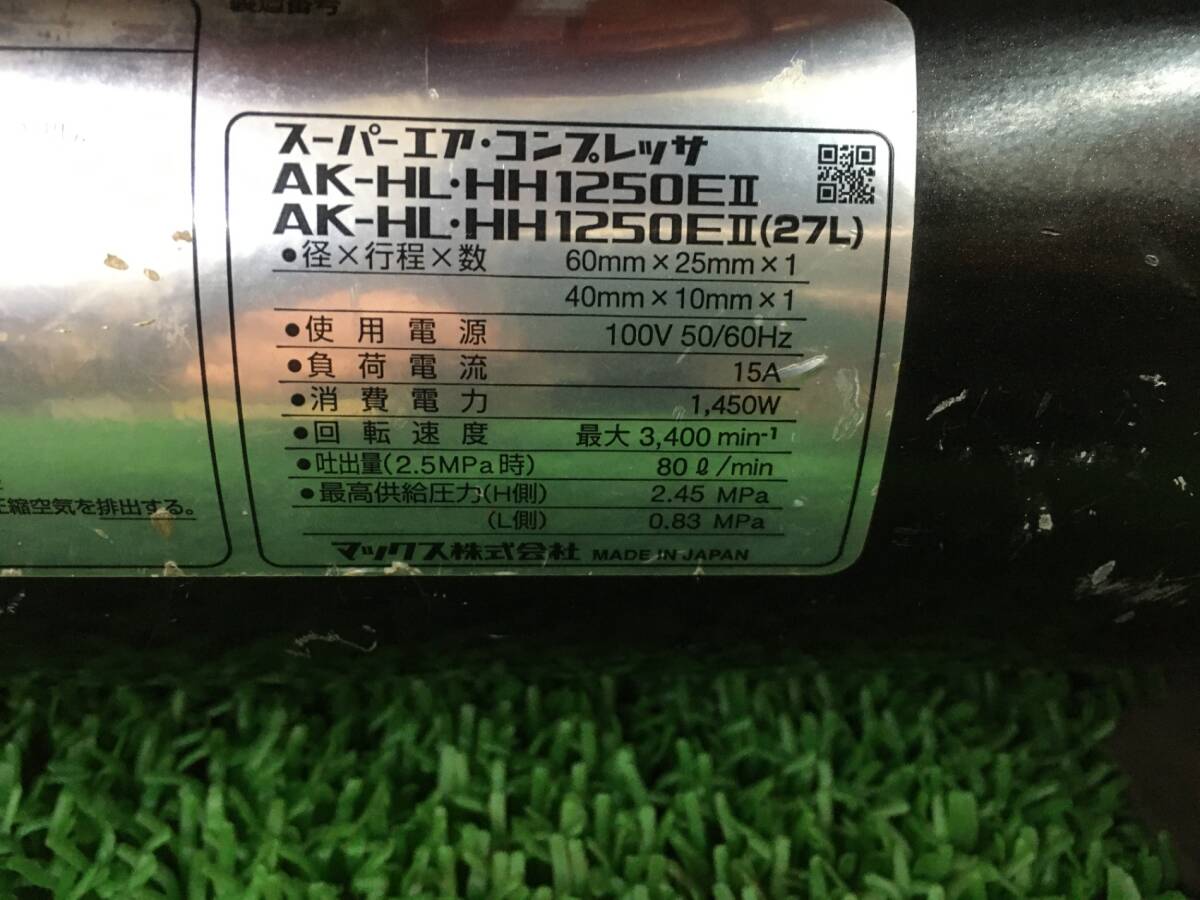 製造番号
スーパーエア・コンプレッサ
AK-HL・HH1250EⅡ
AK-HL・HH1250EⅡ(27L)
●径×行程×数 60mm×25mm×1
40mm×10mm×1
●使用電源 100V 50/60Hz
●負荷電流 15A
●消費電力 1,450W
●回転速度 最大 3,400 min⁻¹
●吐出量(2.5MPa時) 80ℓ/min
●最高供給圧力(H側) 2.45 MPa
(L側) 0.83 MPa
マックス株式会社 MADE IN JAPAN
縮空気を排出する。